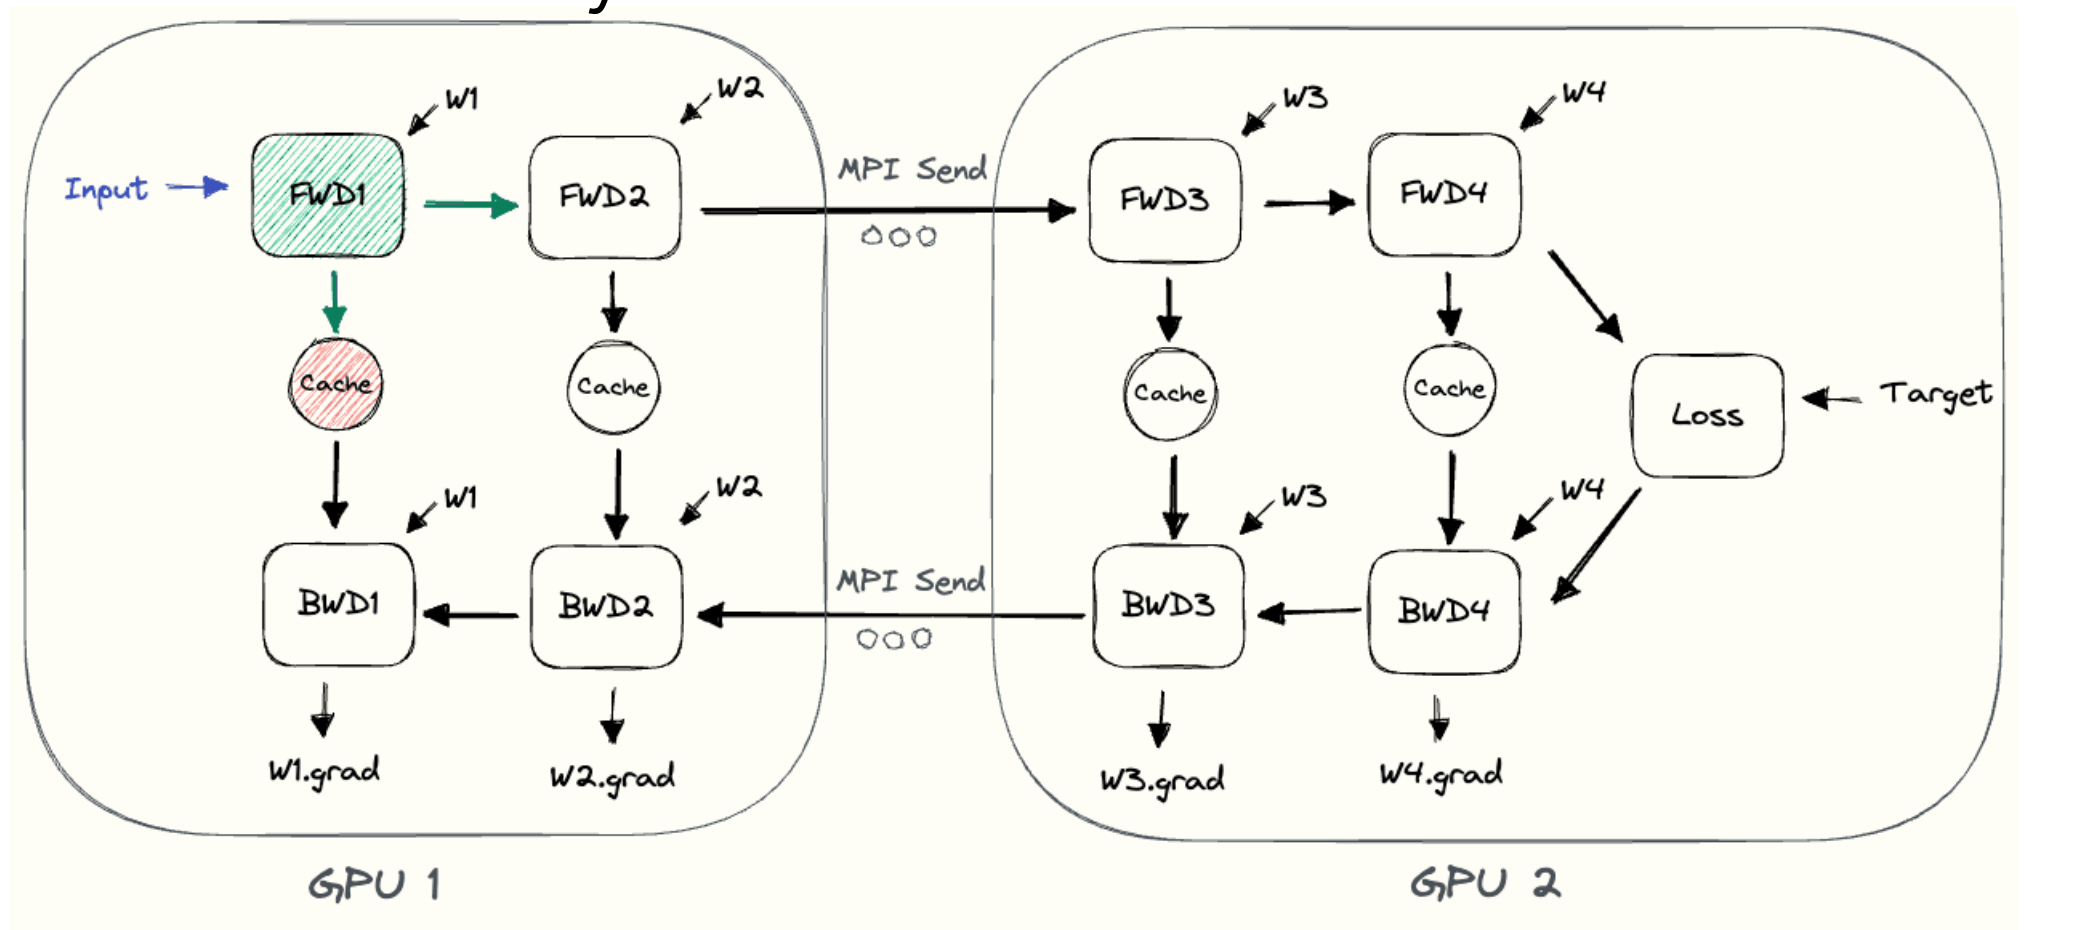 W1
W2
W3
W4
MPI Send
Input
FWD1
FWD2
FWD3
FWD4
Cache
Cache
Cache
Cache
Loss
Target
W1
W2
W3
W4
MPI Send
BWD1
BWD2
BWD3
BWD4
W1.grad
W2.grad
W3.grad
W4.grad
GPU 1
GPU 2